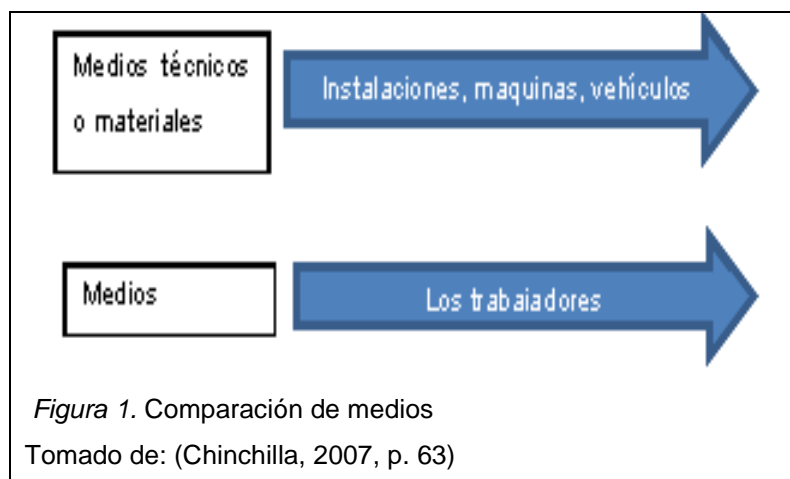 Medios técnicos
o materiales
Instalaciones, maquinas, vehículos
Medios
Los trabajadores
Figura 1. Comparación de medios
Tomado de: (Chinchilla, 2007, p. 63)